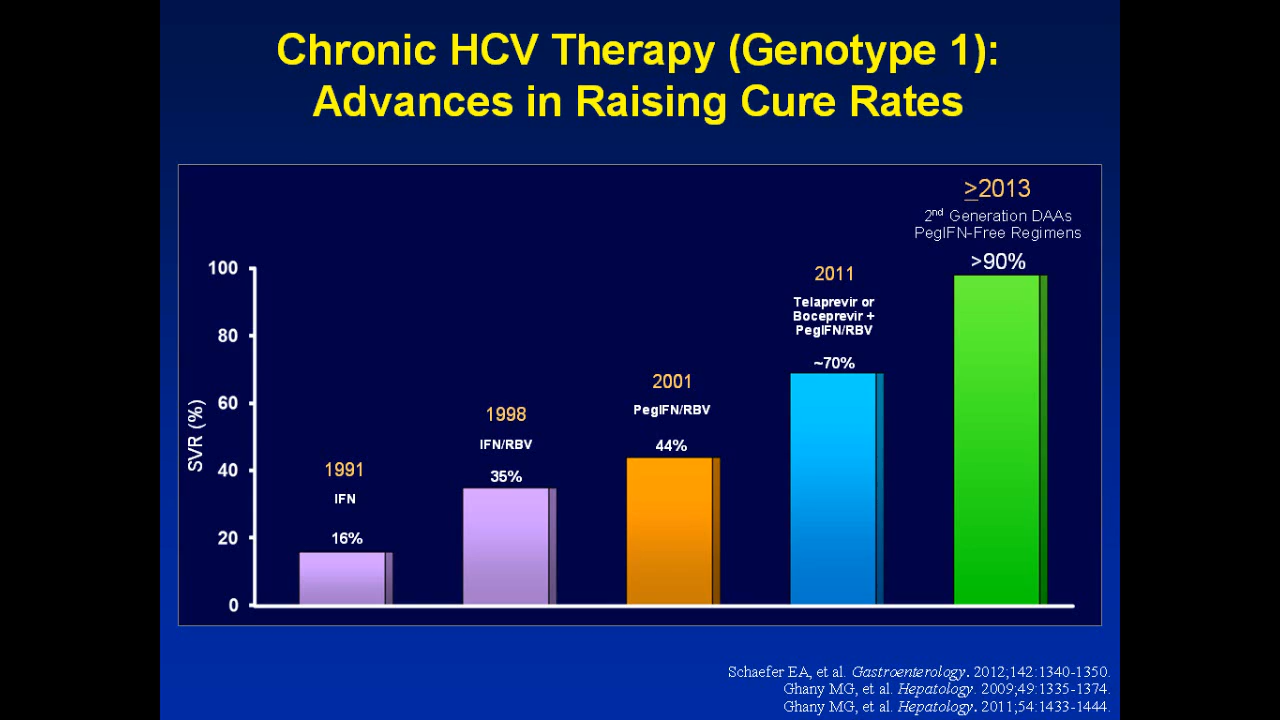 Chronic HCV Therapy (Genotype 1):
Advances in Raising Cure Rates
≥2013
2nd Generation DAAs
PegIFN-Free Regimens
>90%
2011
Telaprevir or
Boceprevir +
PegIFN/RBV
~70%
2001
PegIFN/RBV
44%
1998
IFN/RBV
35%
1991
IFN
16%
SVR (%)
100
80
60
40
20
0
Schaefer EA, et al. Gastroenterology. 2012;142:1340-1350.
Ghany MG, et al. Hepatology. 2009;49:1335-1374.
Ghany MG, et al. Hepatology. 2011;54:1433-1444.